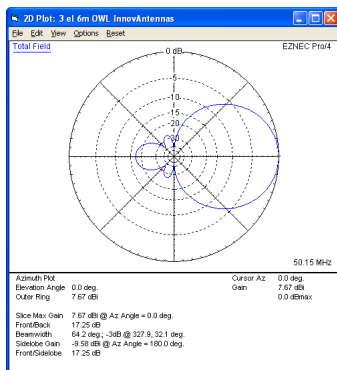 2D Plot: 3 el 6m OWL InnovAntennas
File Edit View Options Reset
Total Field
EZNEC Pro/4
0 dB
-5
-10
-15
-20
-30
50.15 MHz
Azimuth Plot
Elevation Angle 0.0 deg.
Outer Ring 7.67 dBi
Cursor Az 0.0 deg.
Gain 7.67 dBi
0.0 dBmax
Slice Max Gain 7.67 dBi @ Az Angle = 0.0 deg.
Front/Back 17.25 dB
Beamwidth 64.2 deg.; -3dB @ 327.9, 32.1 deg.
Sidelobe Gain -9.58 dBi @ Az Angle = 180.0 deg.
Front/Sidelobe 17.25 dB